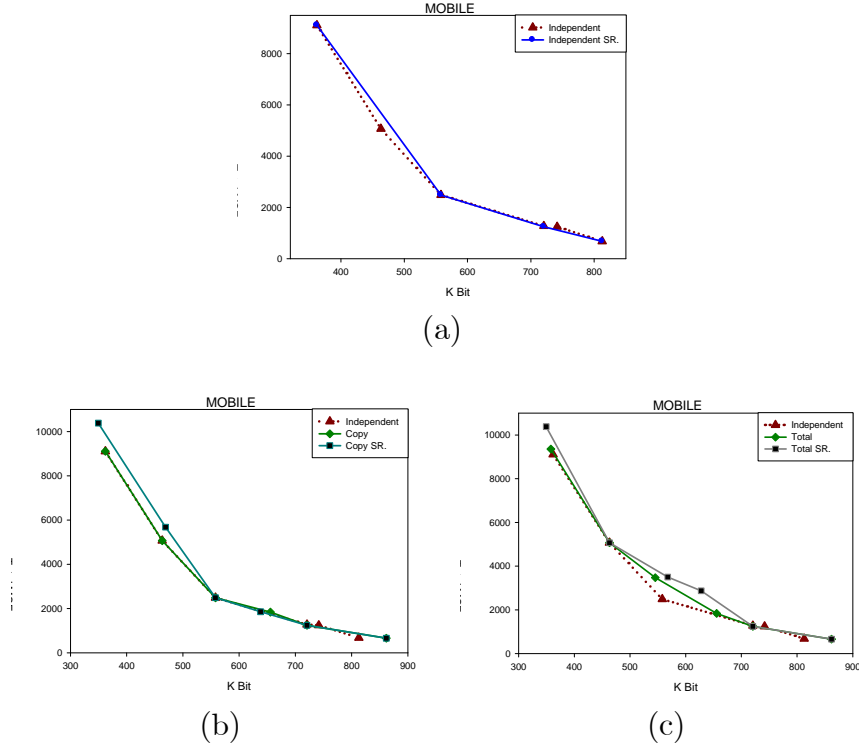 MOBILE
Independent
Independent SR.
8000
6000
4000
2000
0
400 500 600 700 800
K Bit
(a)
MOBILE
Independent
Copy
Copy SR.
10000
8000
6000
4000
2000
0
300 400 500 600 700 800 900
K Bit
(b)
MOBILE
Independent
Total
Total SR.
10000
8000
6000
4000
2000
0
300 400 500 600 700 800 900
K Bit
(c)